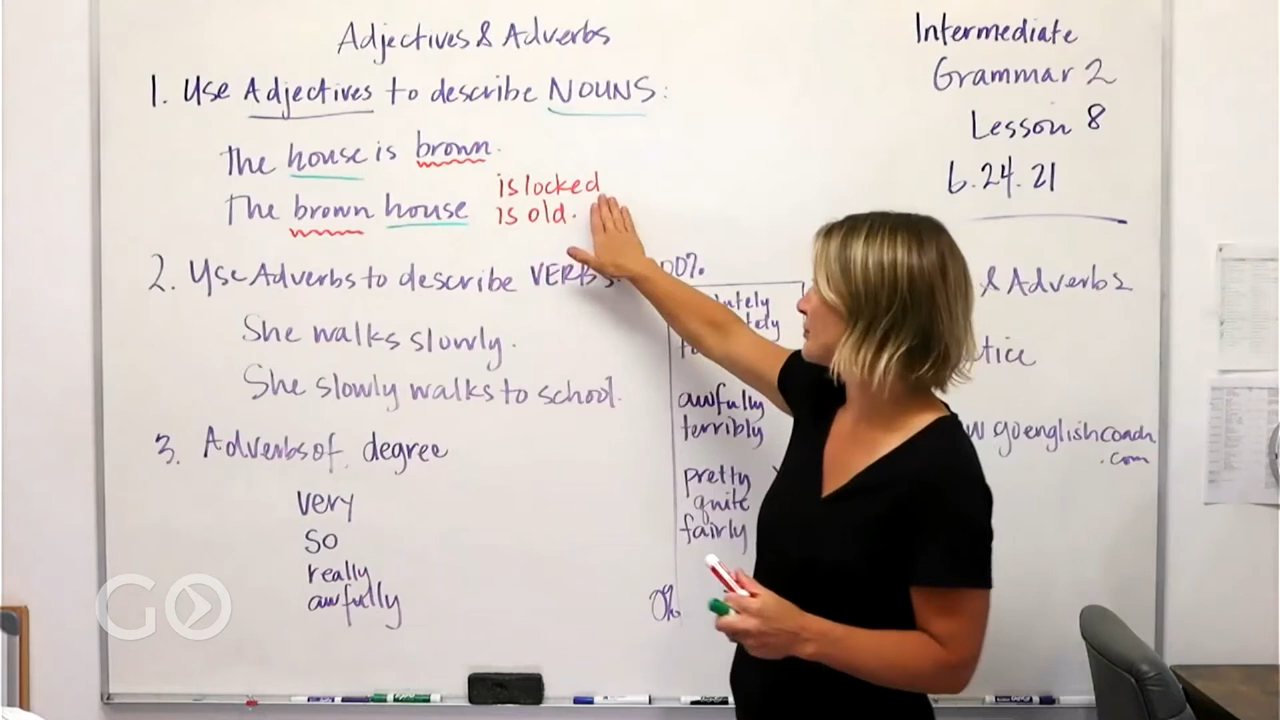 Adjectives & Adverbs
1. Use Adjectives to describe NOUNS:
The house is brown.
The brown house is locked
is old.
2. Use Adverbs to describe VERBS.
She walks slowly.
She slowly walks to school.
3. Adverbs of degree
very
so
really
awfully
100%
awfully
terribly
pretty
quite
fairly
0%
Intermediate
Grammar 2
Lesson 8
6.24.21
& Adverbs
goenglishcoach
.com
GO